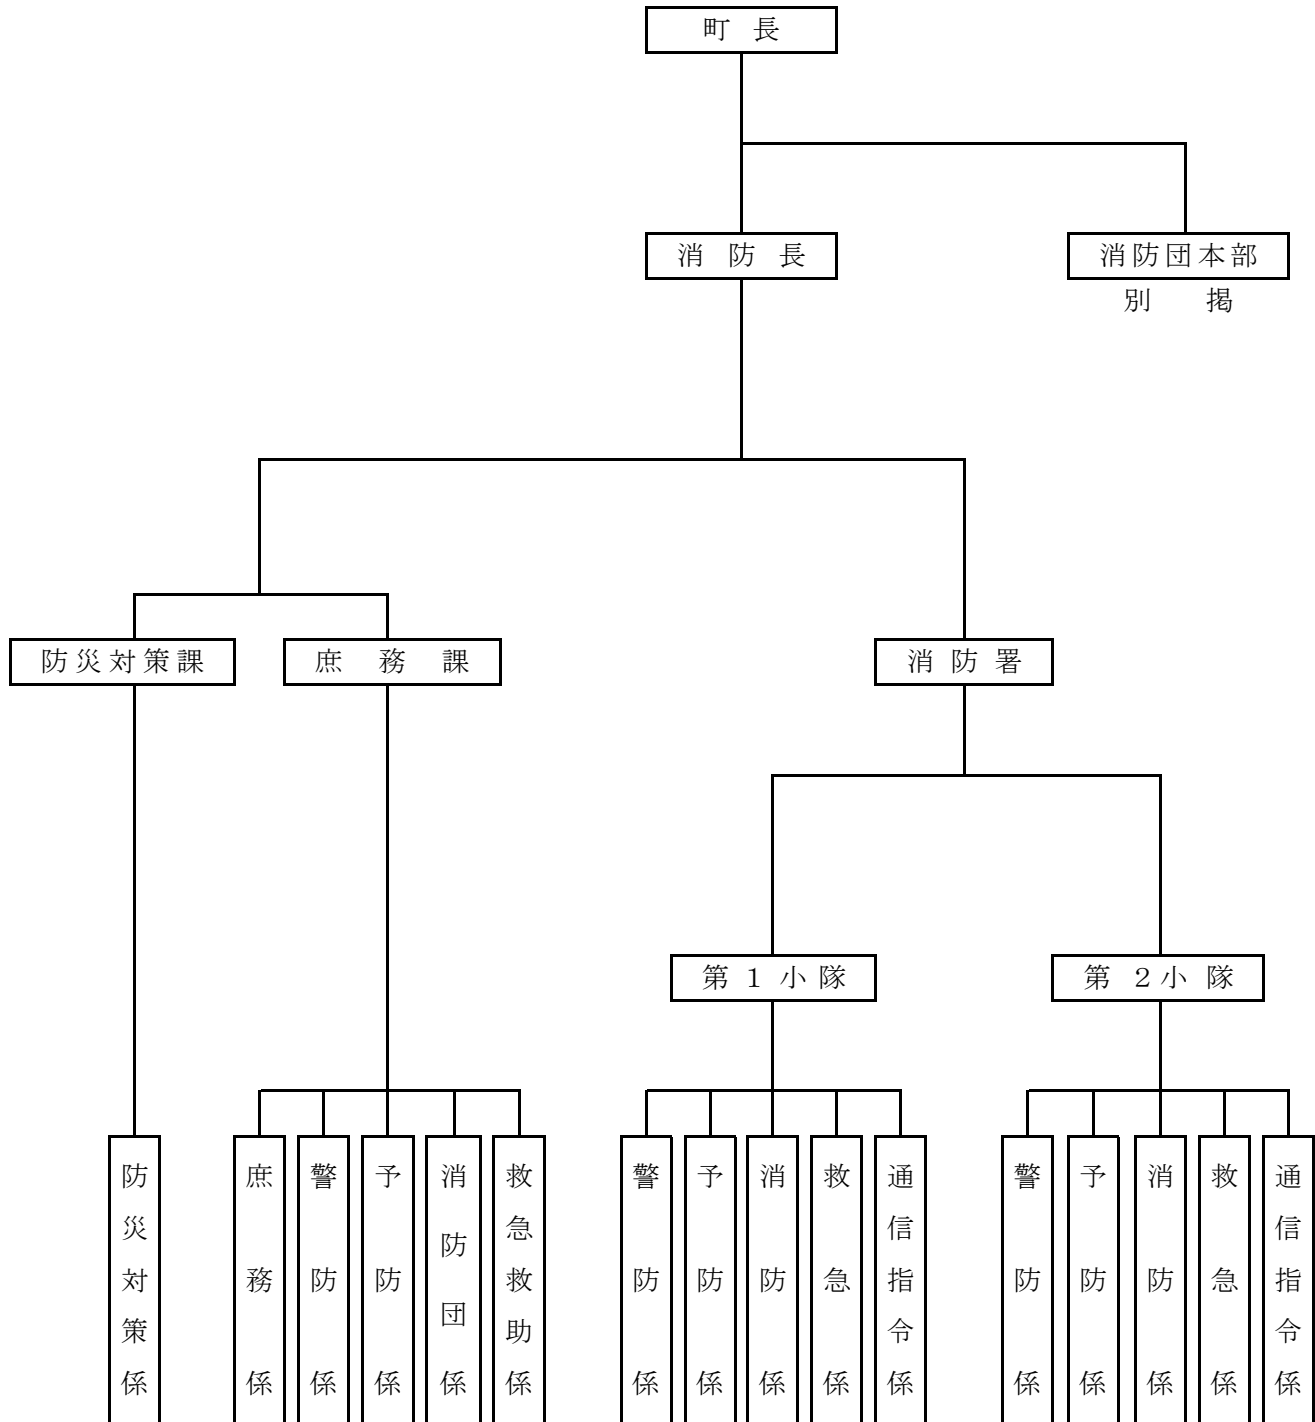 町長
消防長
消防団本部
別掲
防災対策課
庶務課
消防署
第1小隊
第2小隊
防災対策係
庶務係
警防係
予防係
消防団係
救急救助係
警防係
予防係
消防係
救急係
通信指令係
警防係
予防係
消防係
救急係
通信指令係